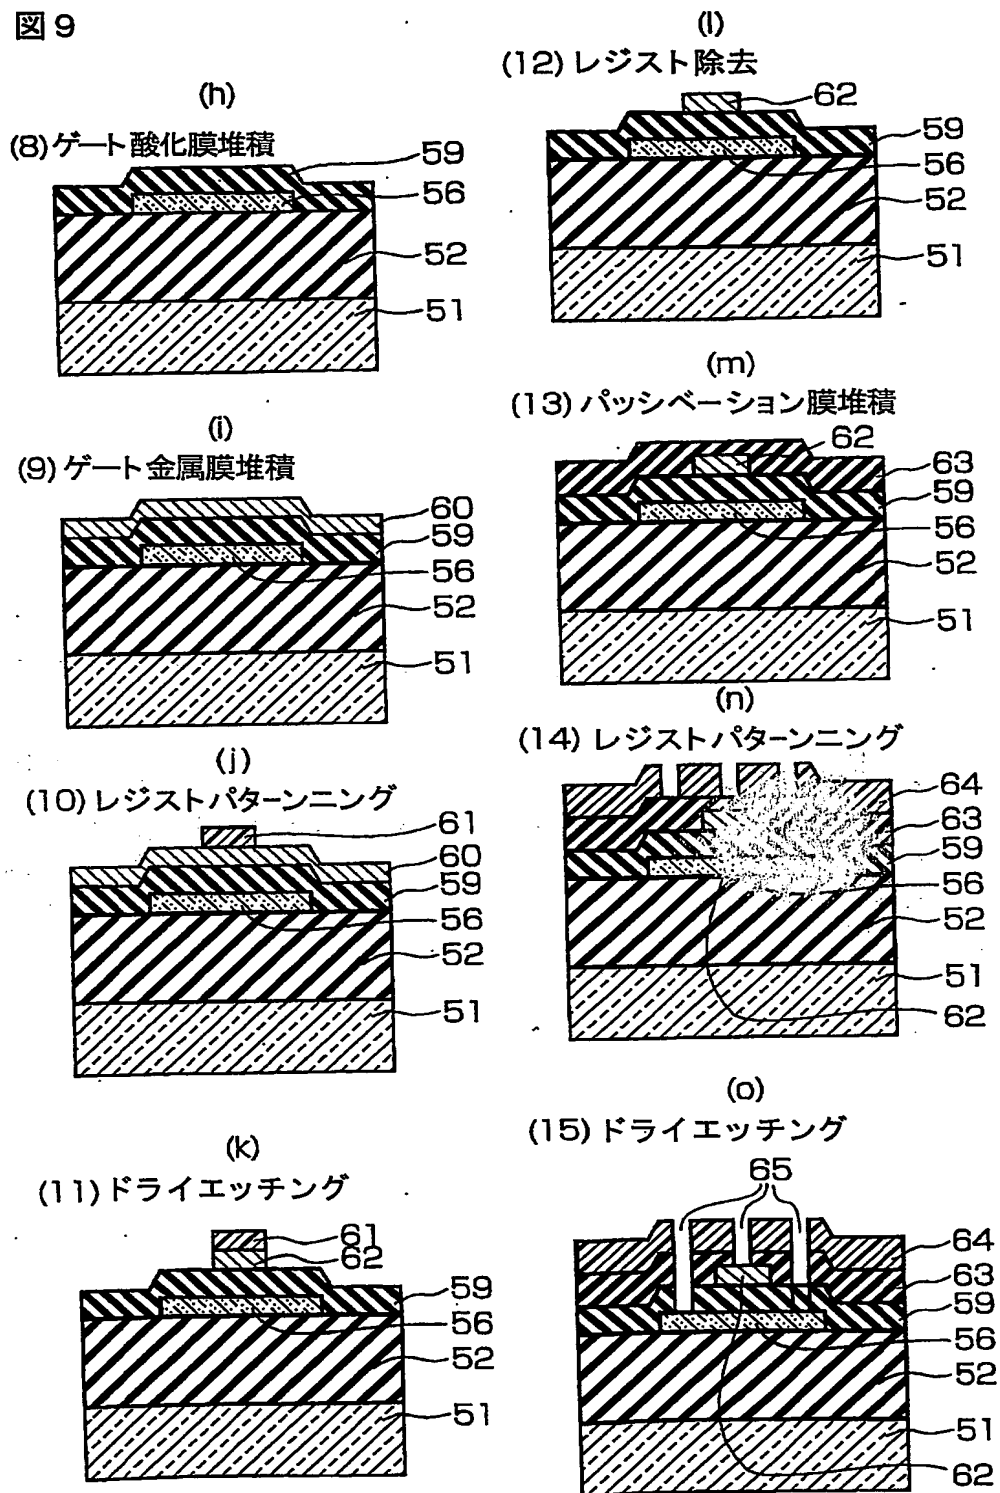 図9
(h)
(8)ゲート酸化膜堆積
59
56
52
51
(i)
(9)ゲート金属膜堆積
60
59
56
52
51
(j)
(10)レジストパターンニング
61
60
59
56
52
51
(k)
(11)ドライエッチング
61
62
59
56
52
51
(l)
(12)レジスト除去
62
59
56
52
51
(m)
(13)パッシベーション膜堆積
62
63
59
56
52
51
(n)
(14)レジストパターンニング
64
63
59
56
52
51
62
(o)
(15)ドライエッチング
65
64
63
59
56
52
51
62